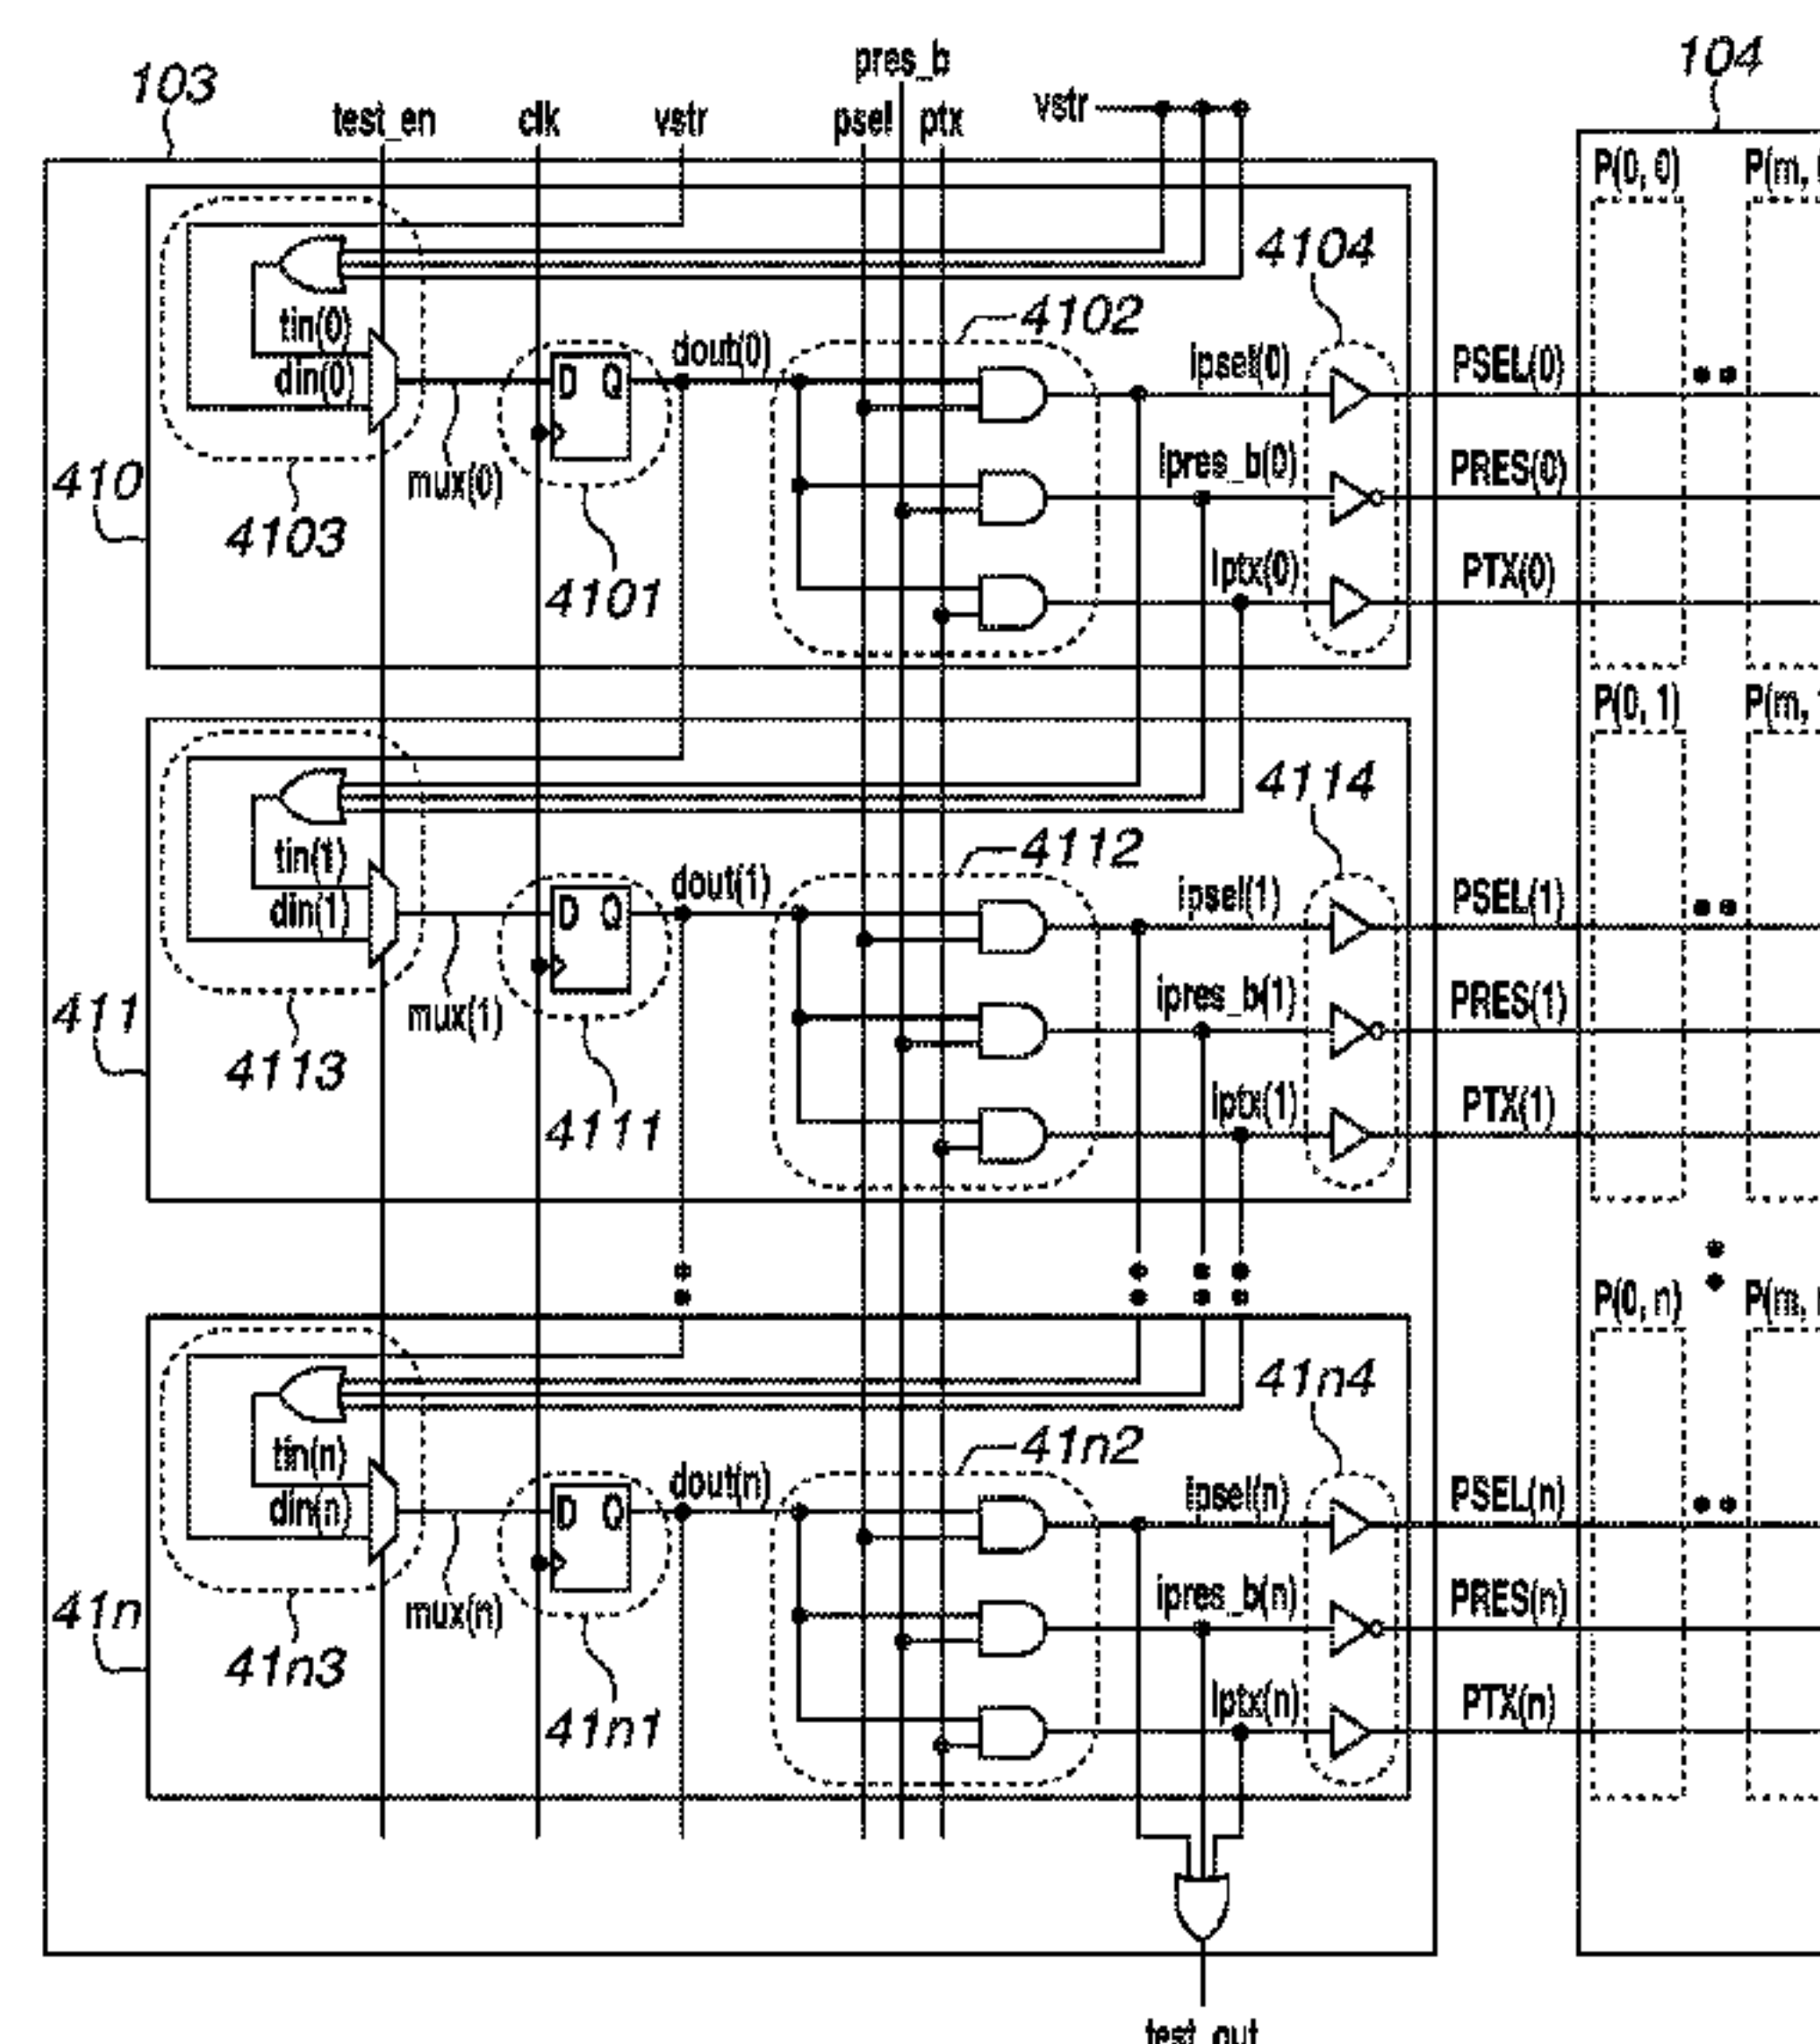 103
test_en
clk
vstr
pres_b
psel
ptx
vstr
104
P(0, 0)
P(m,
tin(0)
din(0)
mux(0)
4103
410
D Q
4101
dout(0)
4102
ipsel(0)
ipres_b(0)
iptx(0)
4104
PSEL(0)
PRES(0)
PTX(0)
P(0, 1)
P(m,
tin(1)
din(1)
mux(1)
4113
411
D Q
4111
dout(1)
4112
ipsel(1)
ipres_b(1)
iptx(1)
4114
PSEL(1)
PRES(1)
PTX(1)
P(0, n)
P(m,
tin(n)
din(n)
mux(n)
41n3
41n
D Q
41n1
dout(n)
41n2
ipsel(n)
ipres_b(n)
iptx(n)
41n4
PSEL(n)
PRES(n)
PTX(n)
test_out